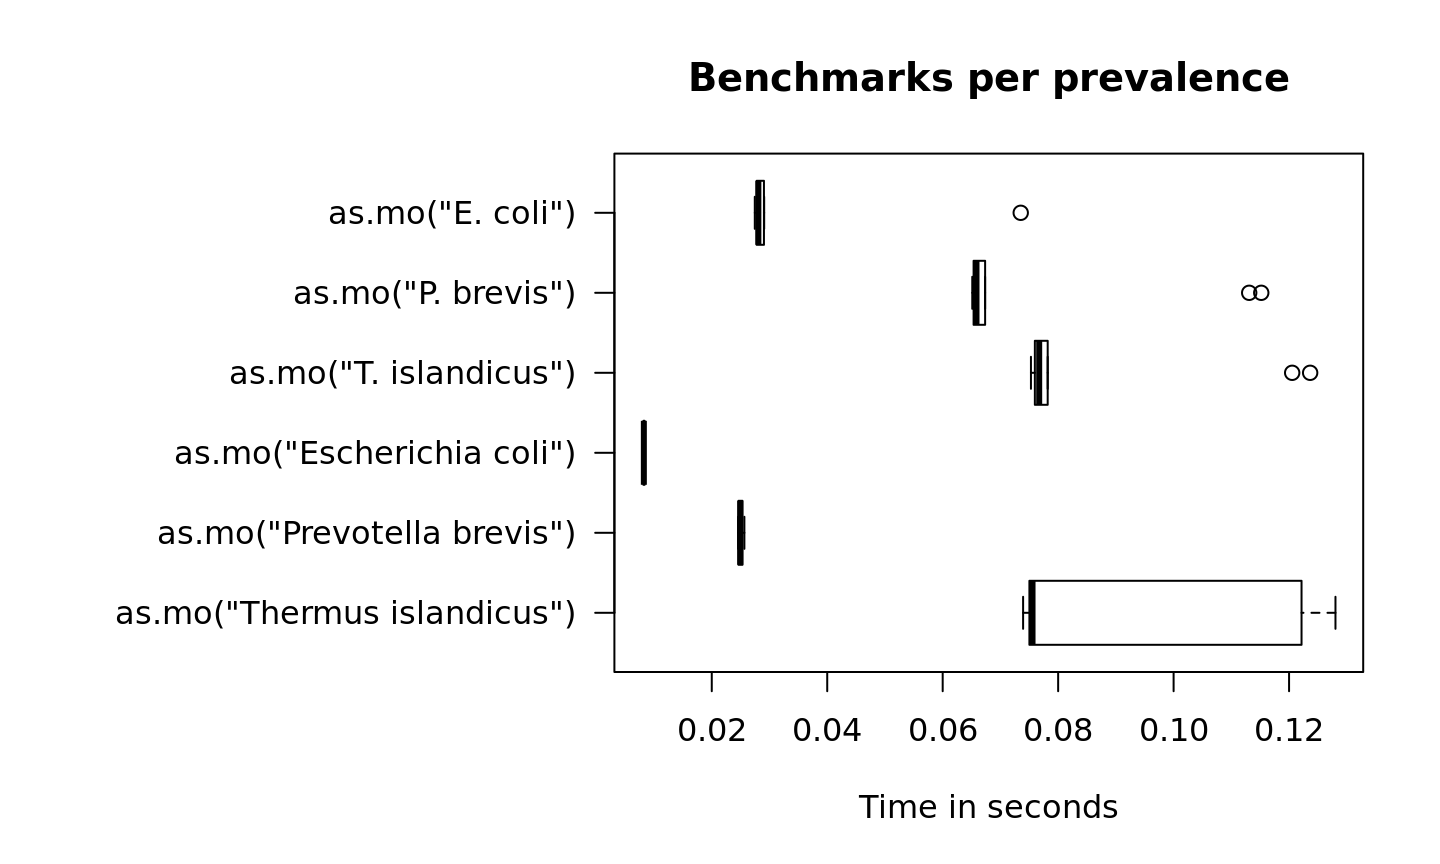 Benchmarks per prevalence
as.mo("E. coli")
as.mo("P. brevis")
as.mo("T. islandicus")
as.mo("Escherichia coli")
as.mo("Prevotella brevis")
as.mo("Thermus islandicus")
0.02 0.04 0.06 0.08 0.10 0.12
Time in seconds